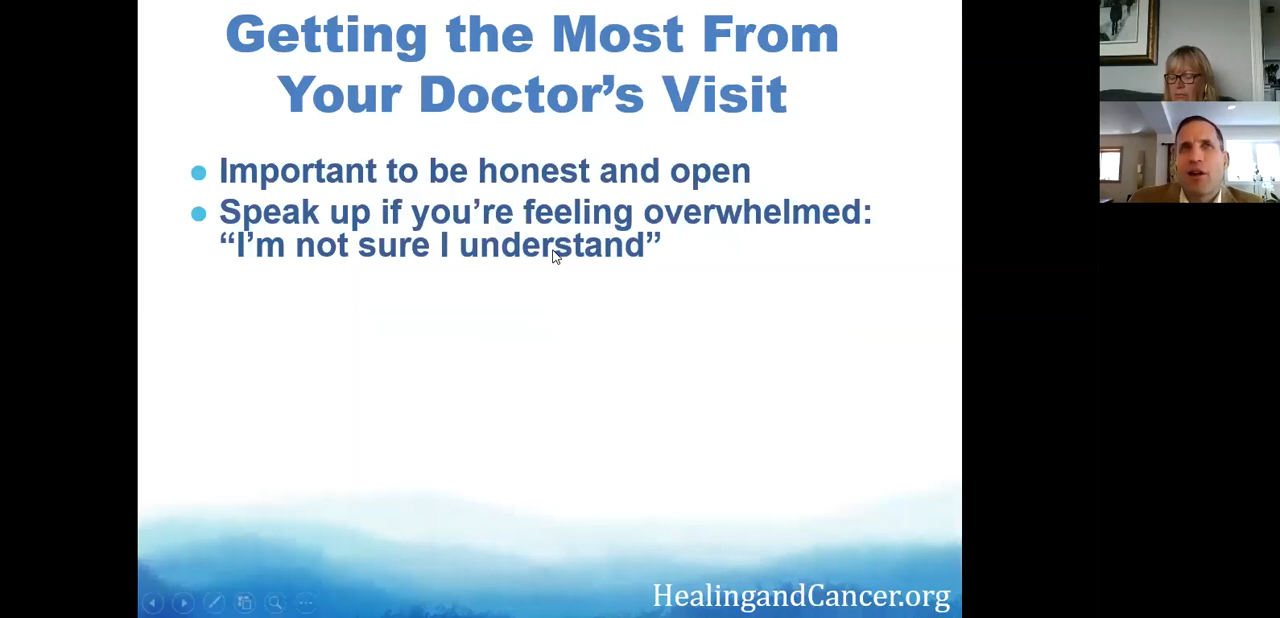 Getting the Most From
Your Doctor’s Visit
● Important to be honest and open
● Speak up if you’re feeling overwhelmed:
“I’m not sure I understand”
HealingandCancer.org